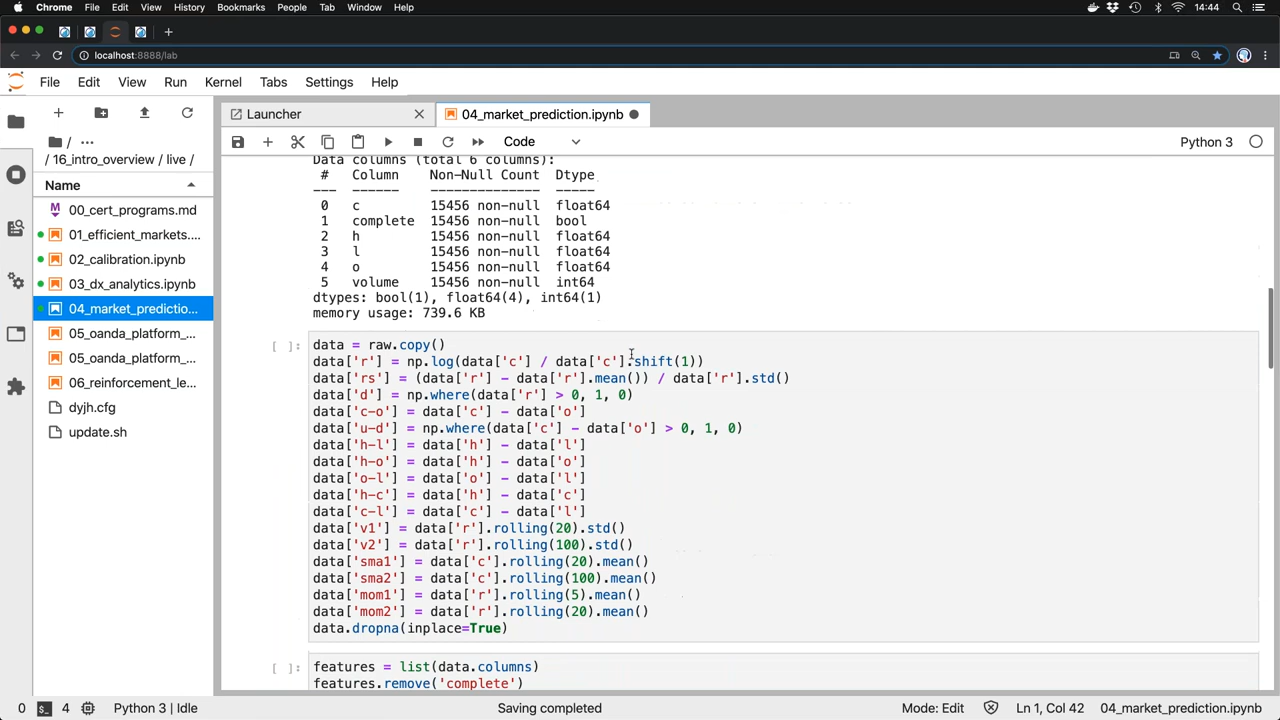 Chrome File Edit View History Bookmarks People Tab Window Help 14:44
localhost:8888/lab
File Edit View Run Kernel Tabs Settings Help
Launcher 04_market_prediction.ipynb
Code Python 3
/ ...
/ 16_intro_overview / live /
Name
00_cert_programs.md
01_efficient_markets....
02_calibration.ipynb
03_dx_analytics.ipynb
04_market_predictio...
05_oanda_platform_...
05_oanda_platform_...
06_reinforcement_le...
dyjh.cfg
update.sh
Data columns (total 6 columns):
# Column Non-Null Count Dtype
--- ------ -------------- -----
0 c 15456 non-null float64
1 complete 15456 non-null bool
2 h 15456 non-null float64
3 l 15456 non-null float64
4 o 15456 non-null float64
5 volume 15456 non-null int64
dtypes: bool(1), float64(4), int64(1)
memory usage: 739.6 KB
[ ]: data = raw.copy()
data['r'] = np.log(data['c'] / data['c'].shift(1))
data['rs'] = (data['r'] - data['r'].mean()) / data['r'].std()
data['d'] = np.where(data['r'] > 0, 1, 0)
data['c-o'] = data['c'] - data['o']
data['u-d'] = np.where(data['c'] - data['o'] > 0, 1, 0)
data['h-l'] = data['h'] - data['l']
data['h-o'] = data['h'] - data['o']
data['o-l'] = data['o'] - data['l']
data['h-c'] = data['h'] - data['c']
data['c-l'] = data['c'] - data['l']
data['v1'] = data['r'].rolling(20).std()
data['v2'] = data['r'].rolling(100).std()
data['sma1'] = data['c'].rolling(20).mean()
data['sma2'] = data['c'].rolling(100).mean()
data['mom1'] = data['r'].rolling(5).mean()
data['mom2'] = data['r'].rolling(20).mean()
data.dropna(inplace=True)
[ ]: features = list(data.columns)
features.remove('complete')
0 4 Python 3 | Idle Saving completed Mode: Edit Ln 1, Col 42 04_market_prediction.ipynb